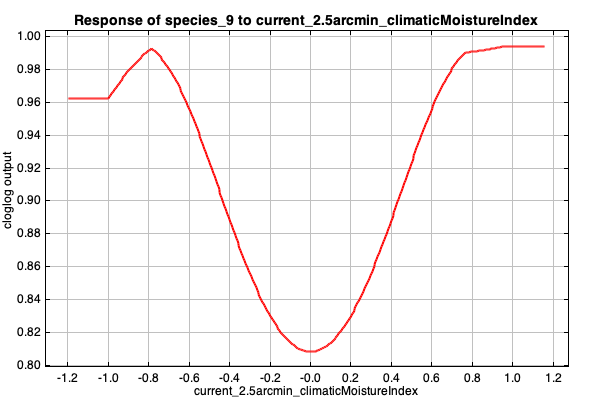 Response of species_9 to current_2.5arcmin_climaticMoistureIndex
1.00
0.98
0.96
0.94
0.92
0.90
0.88
0.86
0.84
0.82
0.80
cloglog output
-1.2 -1.0 -0.8 -0.6 -0.4 -0.2 -0.0 0.2 0.4 0.6 0.8 1.0 1.2
current_2.5arcmin_climaticMoistureIndex